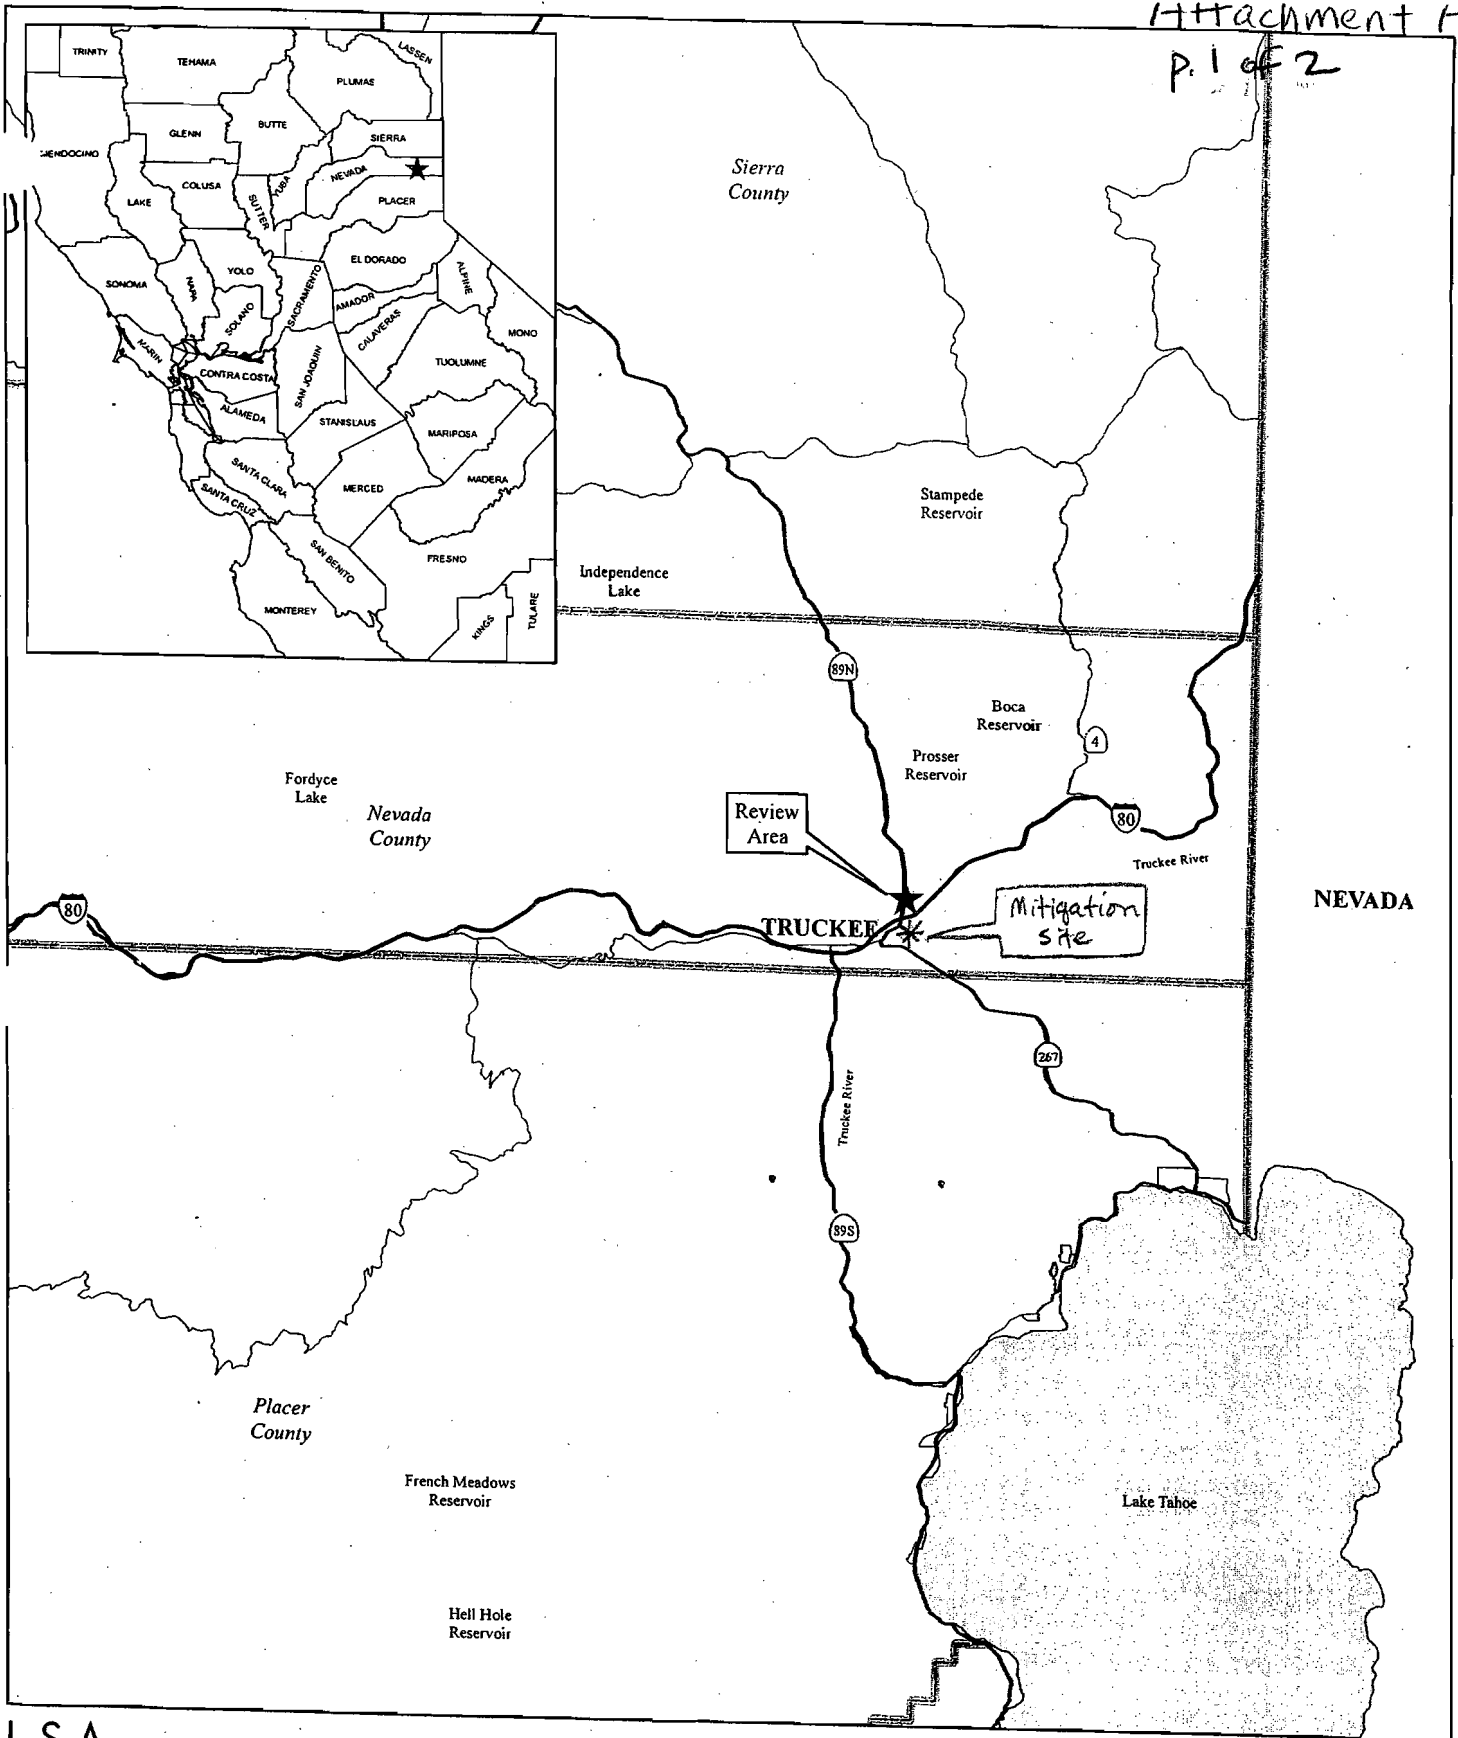 Attachment
p. 1 of 2
TRINITY
TEHAMA
LASSEN
PLUMAS
GLENN
BUTTE
SIERRA
MENDOCINO
LAKE
COLUSA
SUTTER
YUBA
NEVADA
PLACER
SONOMA
NAPA
YOLO
SACRAMENTO
EL DORADO
ALPINE
AMADOR
SOLANO
CALAVERAS
MONO
MARIN
CONTRA COSTA
SAN JOAQUIN
TUOLUMNE
ALAMEDA
STANISLAUS
MARIPOSA
SANTA CLARA
MERCED
MADERA
SANTA CRUZ
SAN BENITO
FRESNO
MONTEREY
KINGS
TULARE
Sierra
County
Stampede
Reservoir
Independence
Lake
89N
Boca
Reservoir
4
Prosser
Reservoir
Fordyce
Lake
Nevada
County
Review
Area
80
Truckee River
80
TRUCKEE
Mitigation
site
NEVADA
267
Truckee River
89S
Placer
County
French Meadows
Reservoir
Lake Tahoe
Hell Hole
Reservoir
LSA